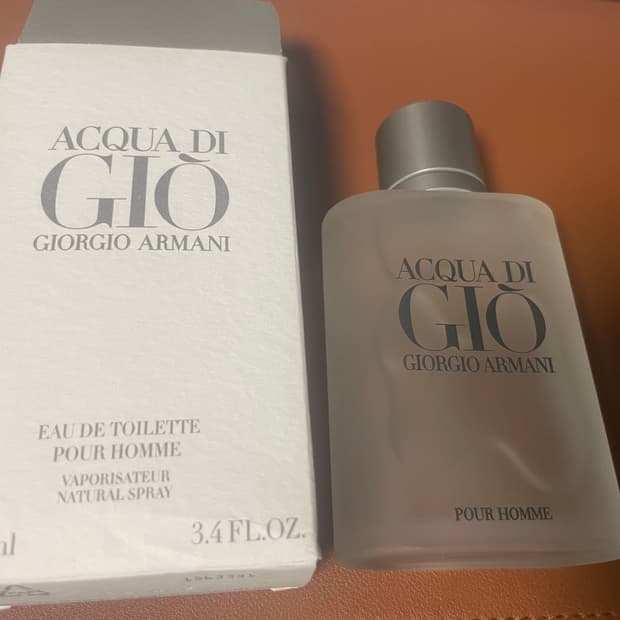 ACQUA DI
GIÒ
GIORGIO ARMANI
EAU DE TOILETTE
POUR HOMME
VAPORISATEUR
NATURAL SPRAY
ml
3.4 FL.OZ.
ACQUA DI
GIÒ
GIORGIO ARMANI
POUR HOMME